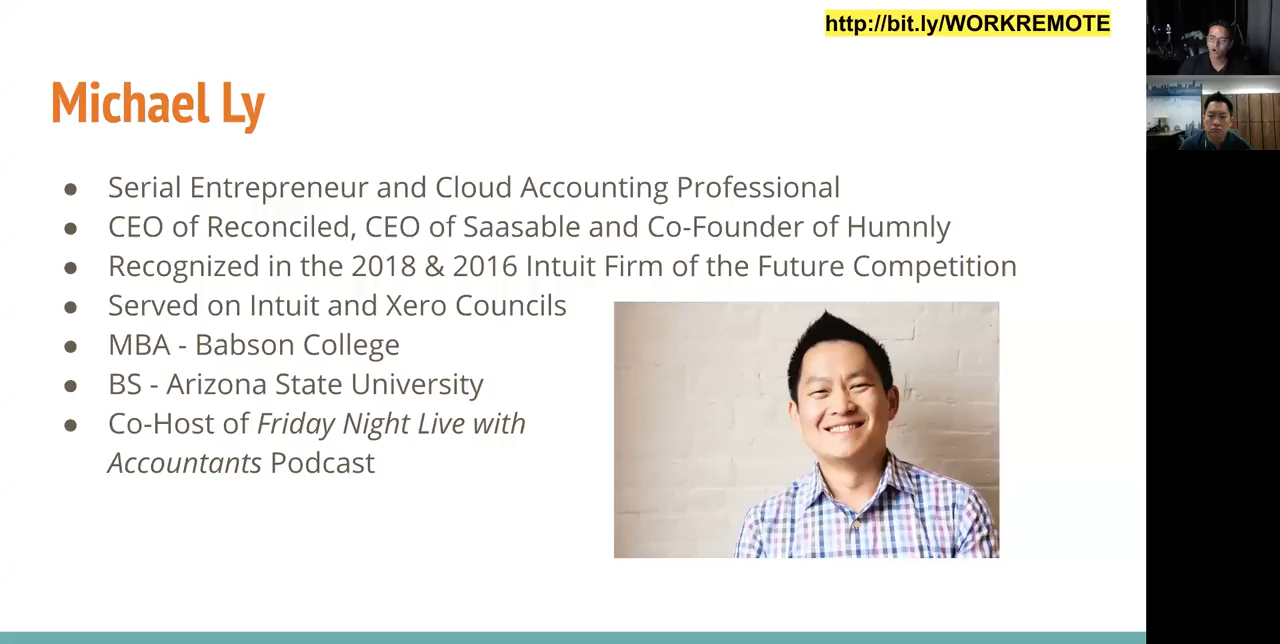 http://bit.ly/WORKREMOTE
Michael Ly
● Serial Entrepreneur and Cloud Accounting Professional
● CEO of Reconciled, CEO of Saasable and Co-Founder of Humnly
● Recognized in the 2018 & 2016 Intuit Firm of the Future Competition
● Served on Intuit and Xero Councils
● MBA - Babson College
● BS - Arizona State University
● Co-Host of Friday Night Live with
Accountants Podcast